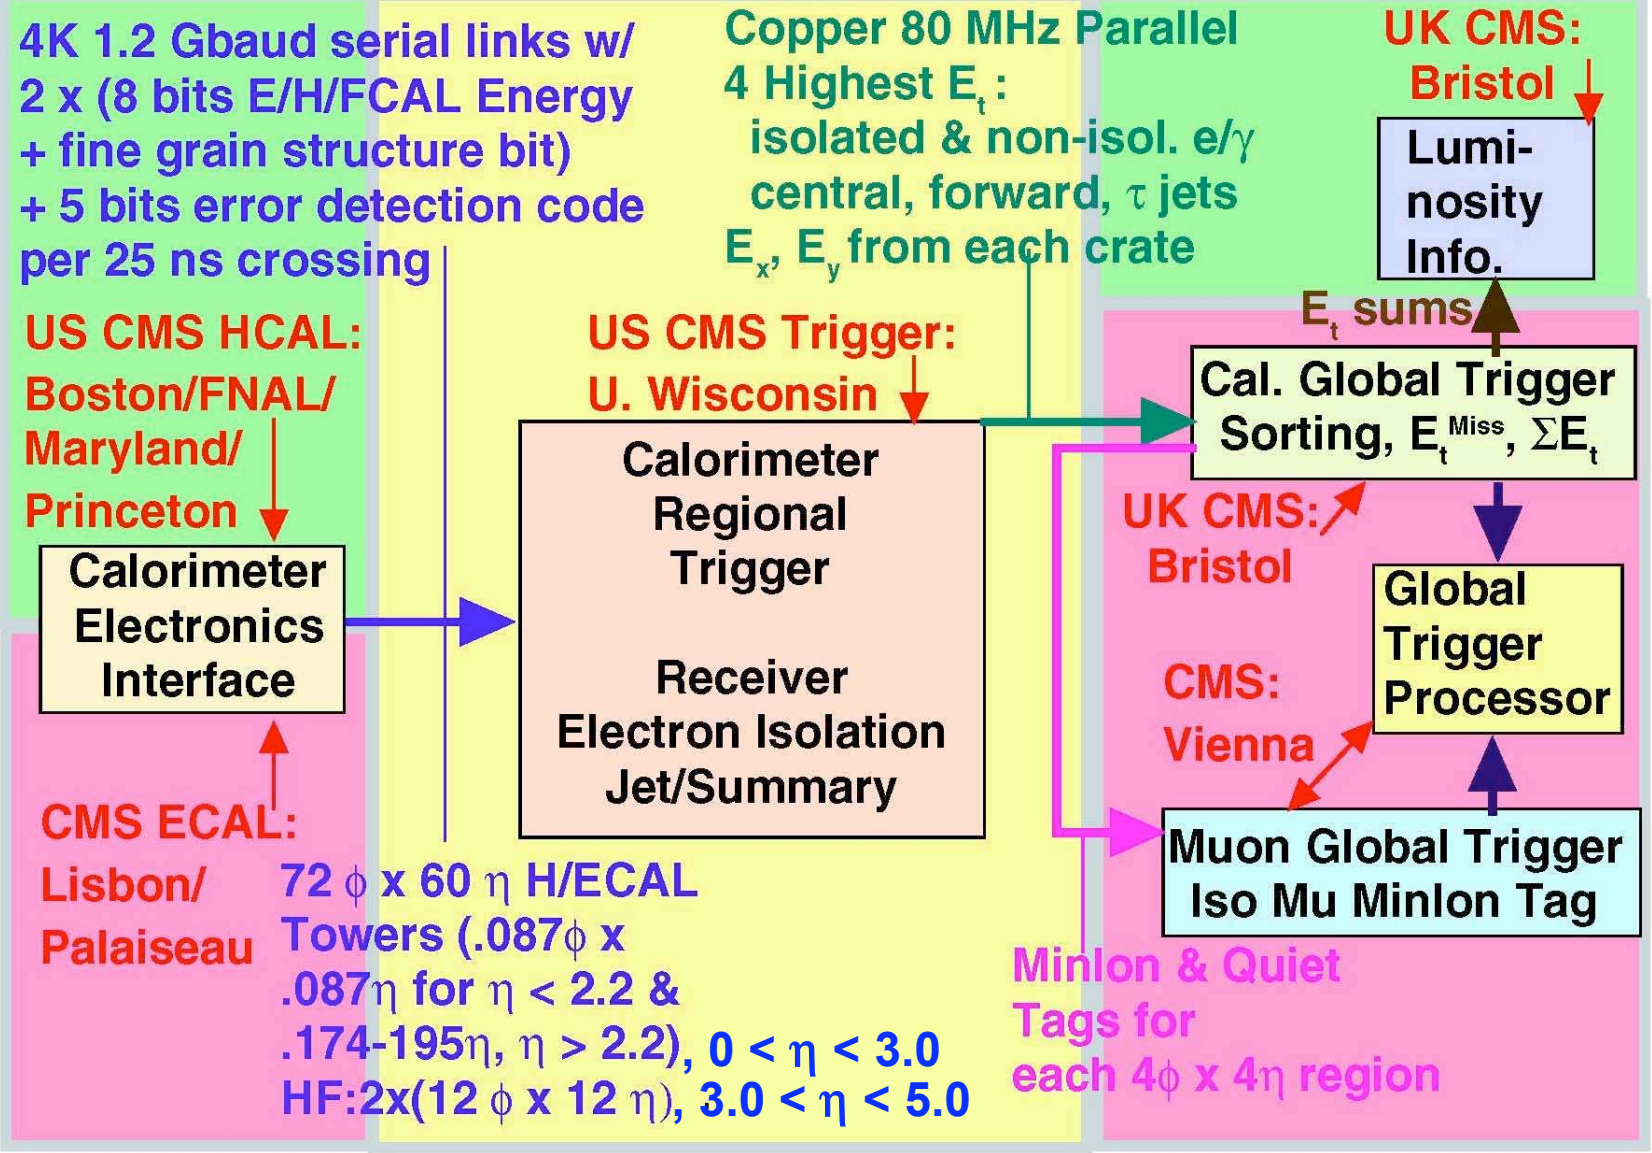 4K 1.2 Gbaud serial links w/
2 x (8 bits E/H/FCAL Energy
+ fine grain structure bit)
+ 5 bits error detection code
per 25 ns crossing
Copper 80 MHz Parallel
4 Highest Et :
isolated & non-isol. e/γ
central, forward, τ jets
Ex, Ey from each crate
UK CMS:
Bristol
Lumi-
nosity
Info.
Et sums
US CMS HCAL:
Boston/FNAL/
Maryland/
Princeton
US CMS Trigger:
U. Wisconsin
Cal. Global Trigger
Sorting, EtMiss, ΣEt
Calorimeter
Regional
Trigger
Receiver
Electron Isolation
Jet/Summary
UK CMS:
Bristol
Calorimeter
Electronics
Interface
Global
Trigger
Processor
CMS:
Vienna
CMS ECAL:
Lisbon/
Palaiseau
Muon Global Trigger
Iso Mu MinIon Tag
72 ϕ x 60 η H/ECAL
Towers (.087ϕ x
.087η for η < 2.2 &
.174-195η, η > 2.2), 0 < η < 3.0
HF:2x(12 ϕ x 12 η), 3.0 < η < 5.0
MinIon & Quiet
Tags for
each 4ϕ x 4η region